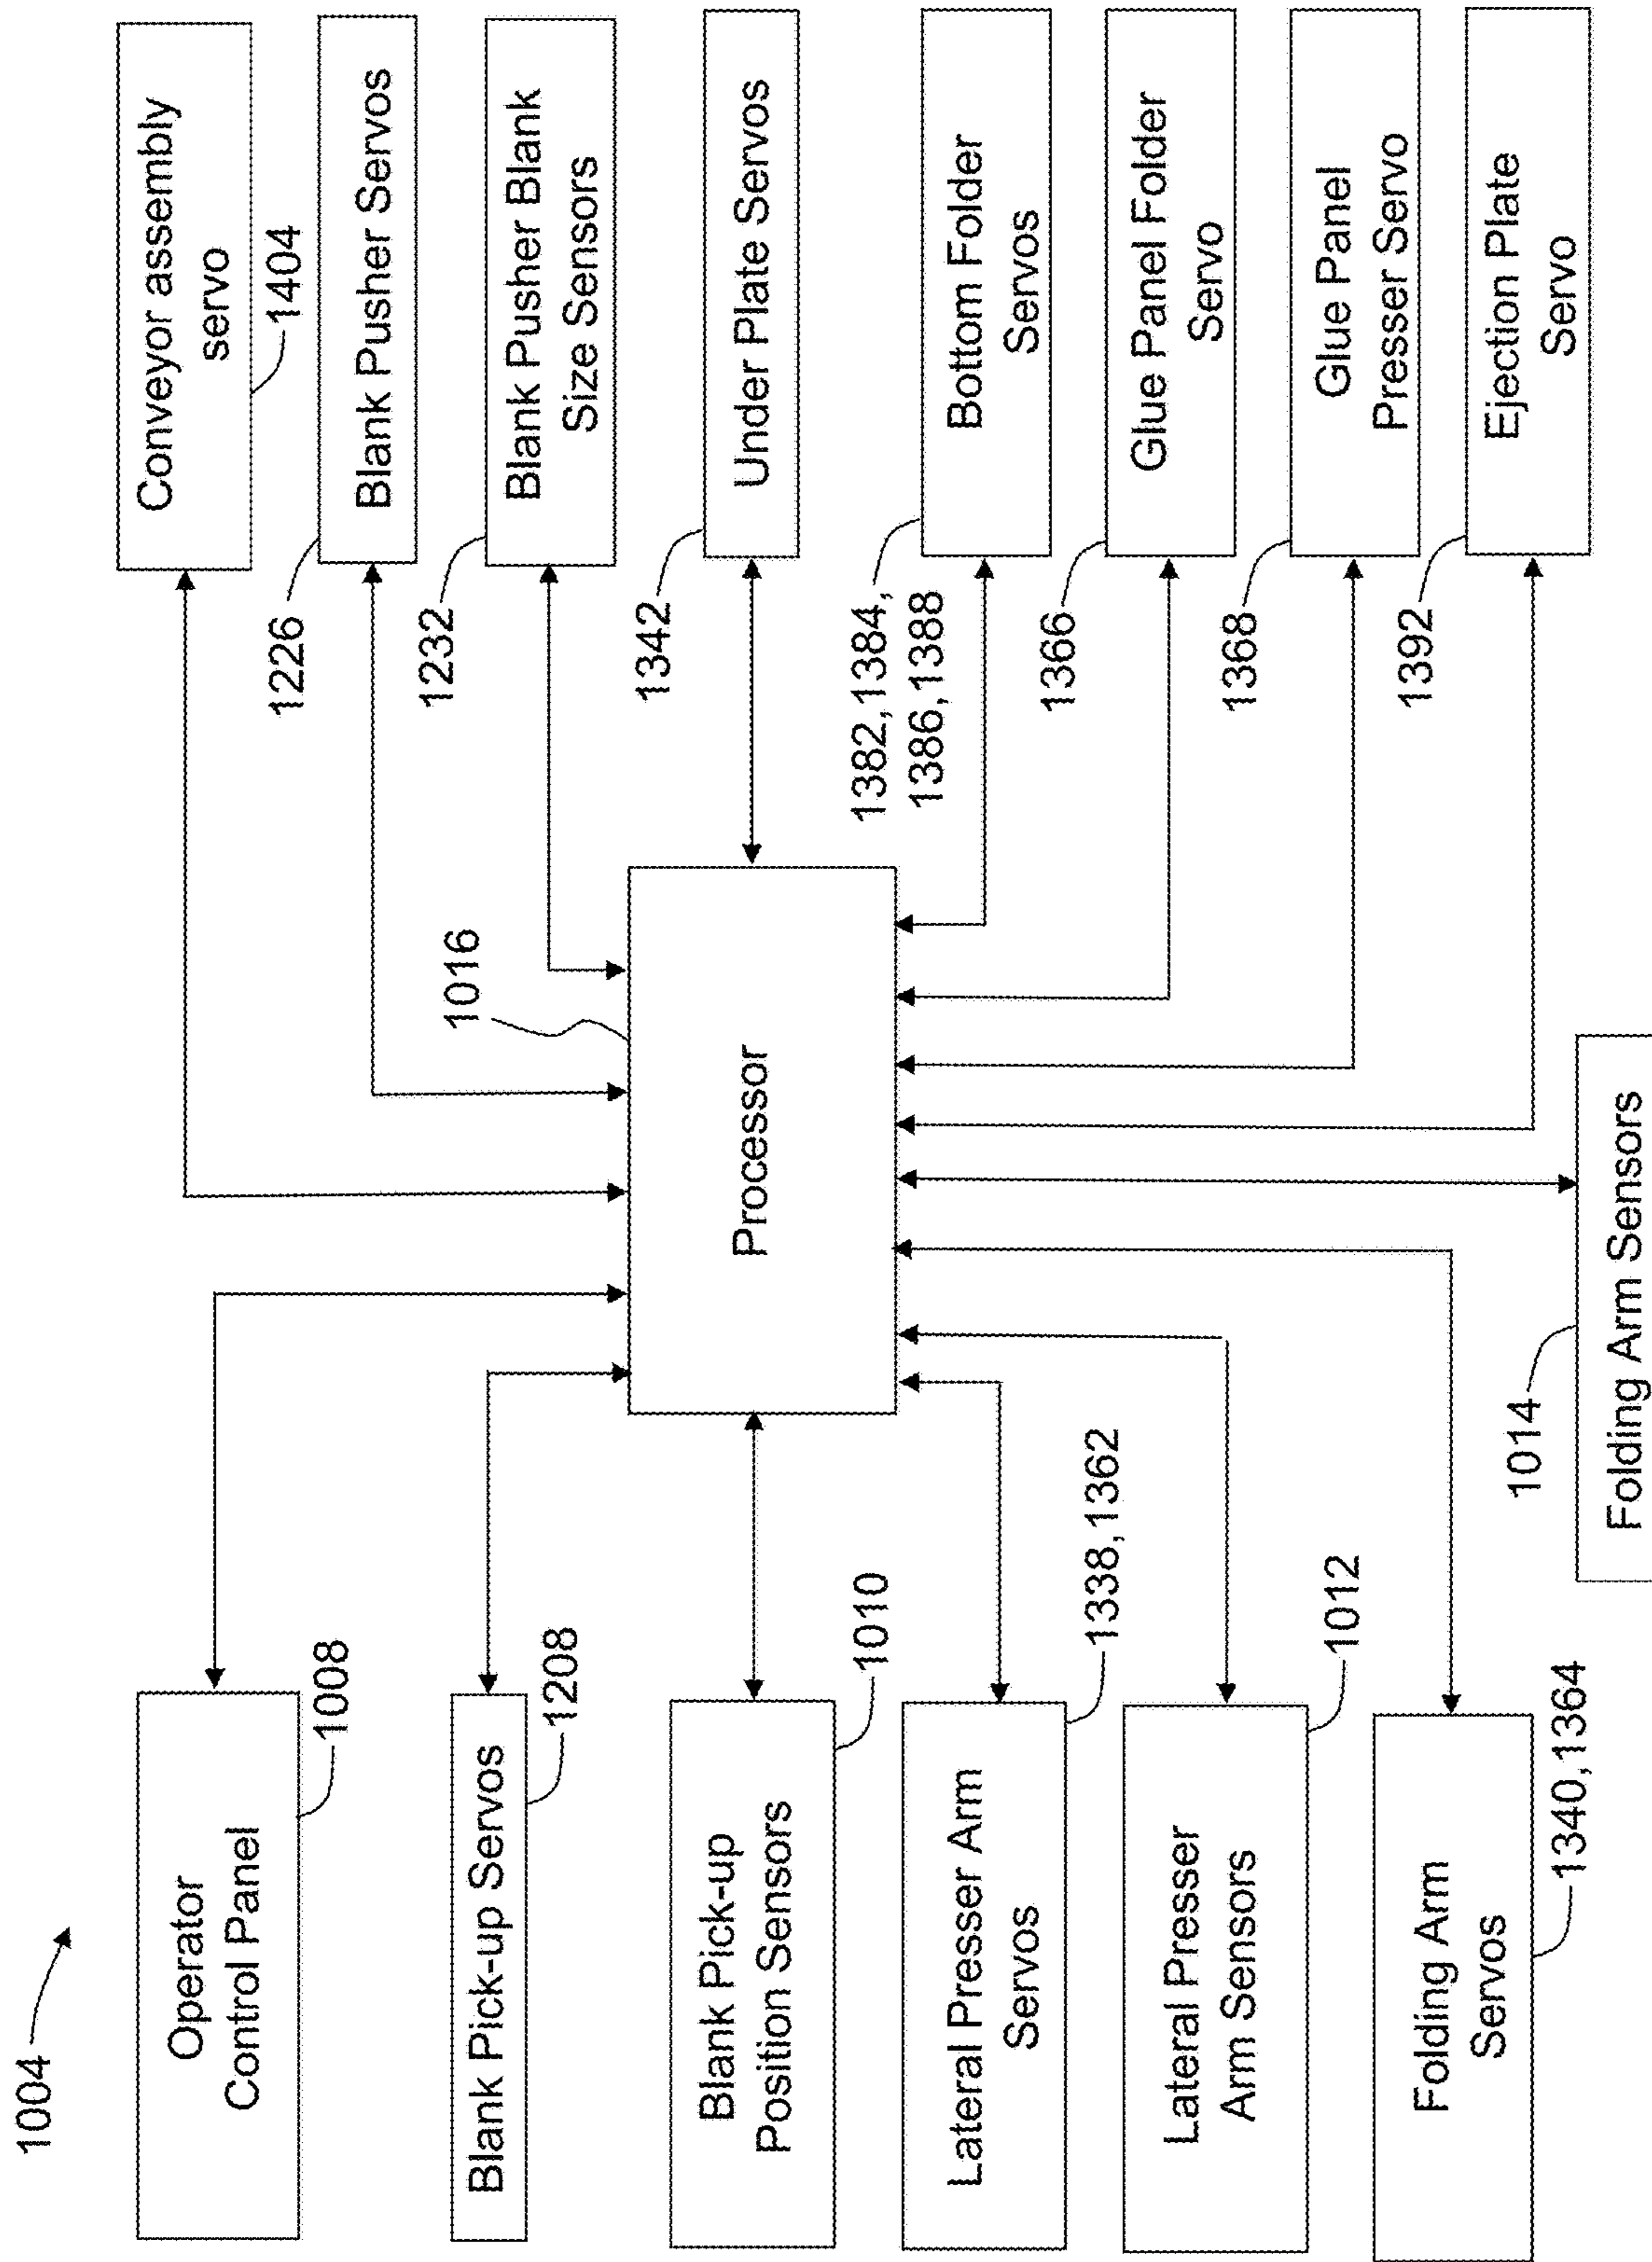 1004
Operator
Control Panel
1008
Blank Pick-up Servos
1208
Blank Pick-up
Position Sensors
1010
Lateral Presser Arm
Servos
1338,1362
Lateral Presser
Arm Sensors
1012
Folding Arm
Servos
1340,1364
Processor
1016
Folding Arm Sensors
1014
Conveyor assembly
servo
1404
Blank Pusher Servos
1226
Blank Pusher Blank
Size Sensors
1232
Under Plate Servos
1342
Bottom Folder
Servos
1382,1384,
1386,1388
Glue Panel Folder
Servo
1366
Glue Panel
Presser Servo
1368
Ejection Plate
Servo
1392